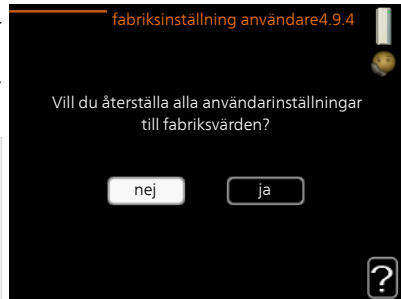 fabriksinställning användare4.9.4
Vill du återställa alla användarinställningar
till fabriksvärden?
nej
ja
?